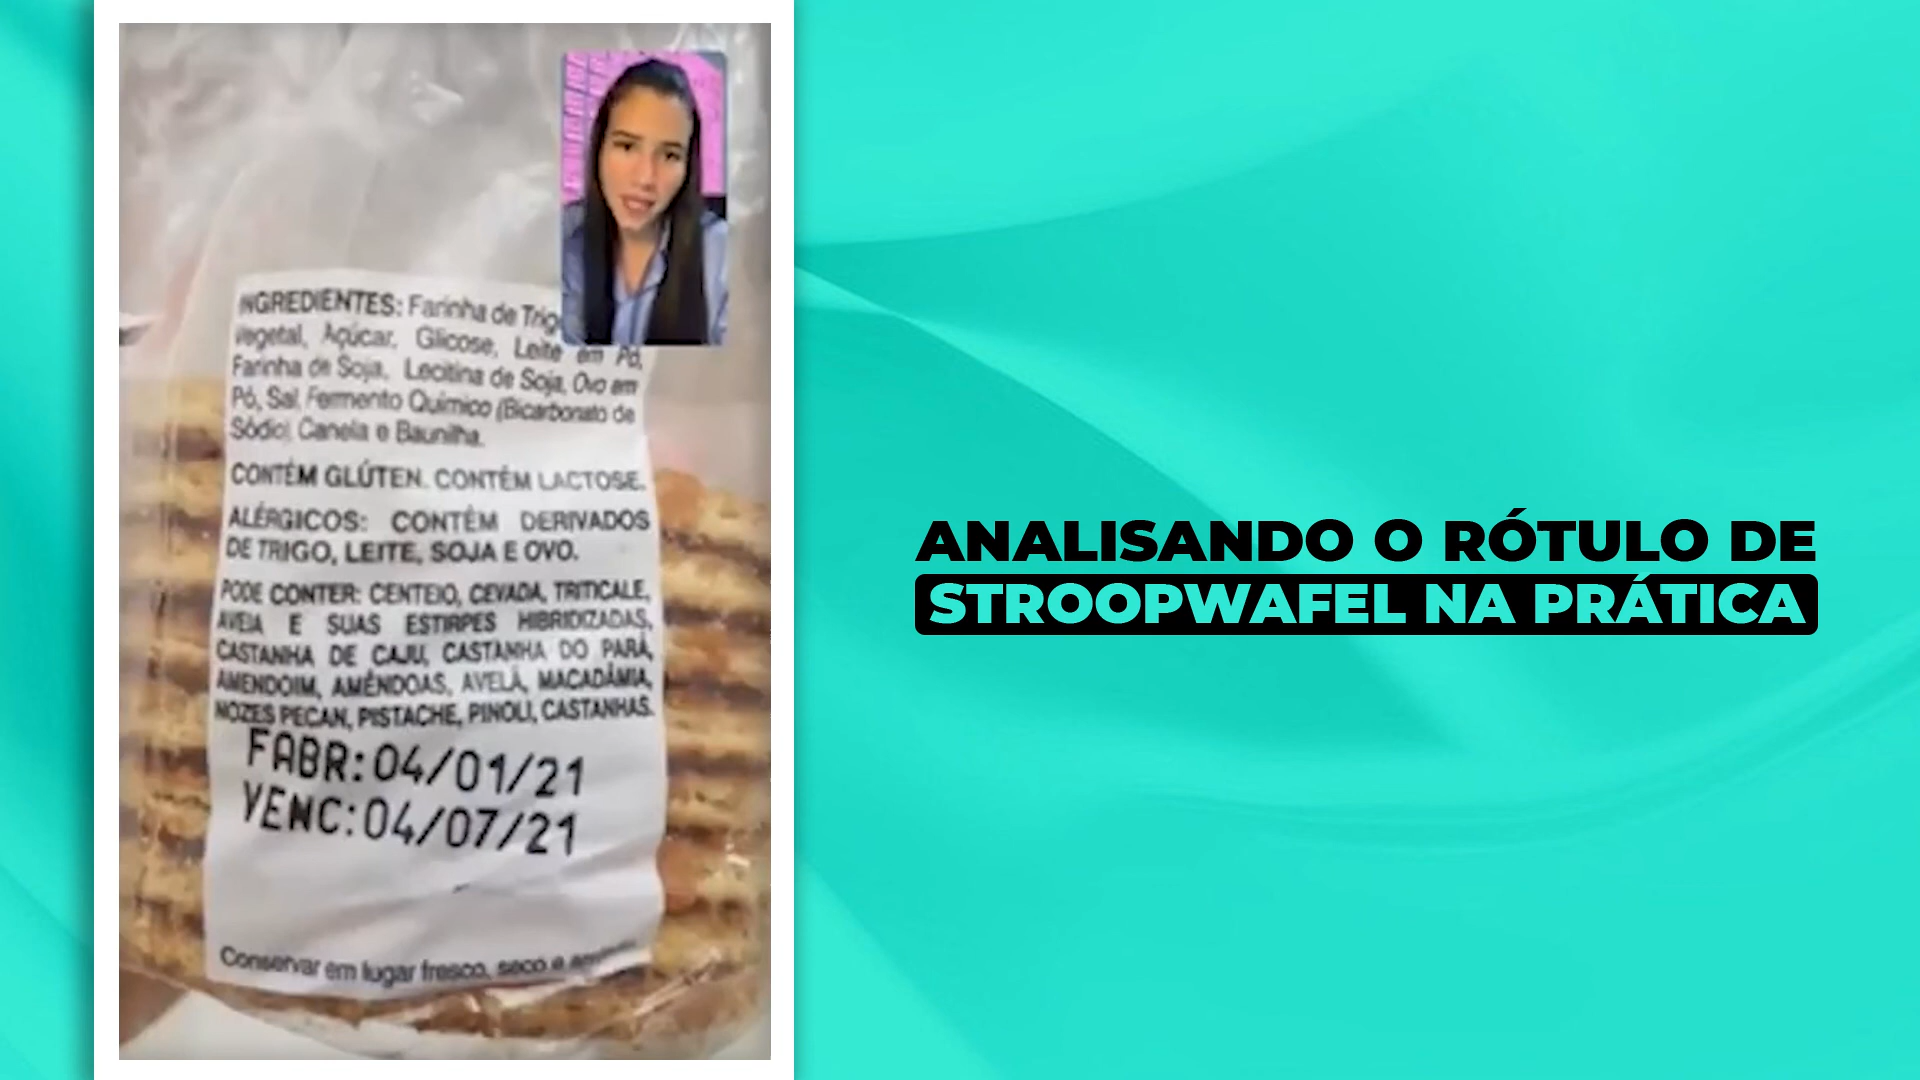 INGREDIENTES: Farinha de Trigo
Vegetal, Açúcar, Glicose, Leite em Pó,
Farinha de Soja, Lecitina de Soja, Ovo em
Pó, Sal, Fermento Químico (Bicarbonato de
Sódio) Canela e Baunilha.
CONTÉM GLÚTEN. CONTÉM LACTOSE.
ALÉRGICOS: CONTÉM DERIVADOS
DE TRIGO, LEITE, SOJA E OVO.
PODE CONTER: CENTEIO, CEVADA, TRITICALE,
AVEIA E SUAS ESTIRPES HIBRIDIZADAS,
CASTANHA DE CAJU, CASTANHA DO PARÁ,
AMENDOIM, AMÊNDOAS, AVELÃ, MACADÂMIA,
NOZES PECAN, PISTACHE, PINOLI, CASTANHAS.
FABR: 04/01/21
VENC: 04/07/21
Conservar em lugar fresco, seco e
ANALISANDO O RÓTULO DE
STROOPWAFEL NA PRÁTICA